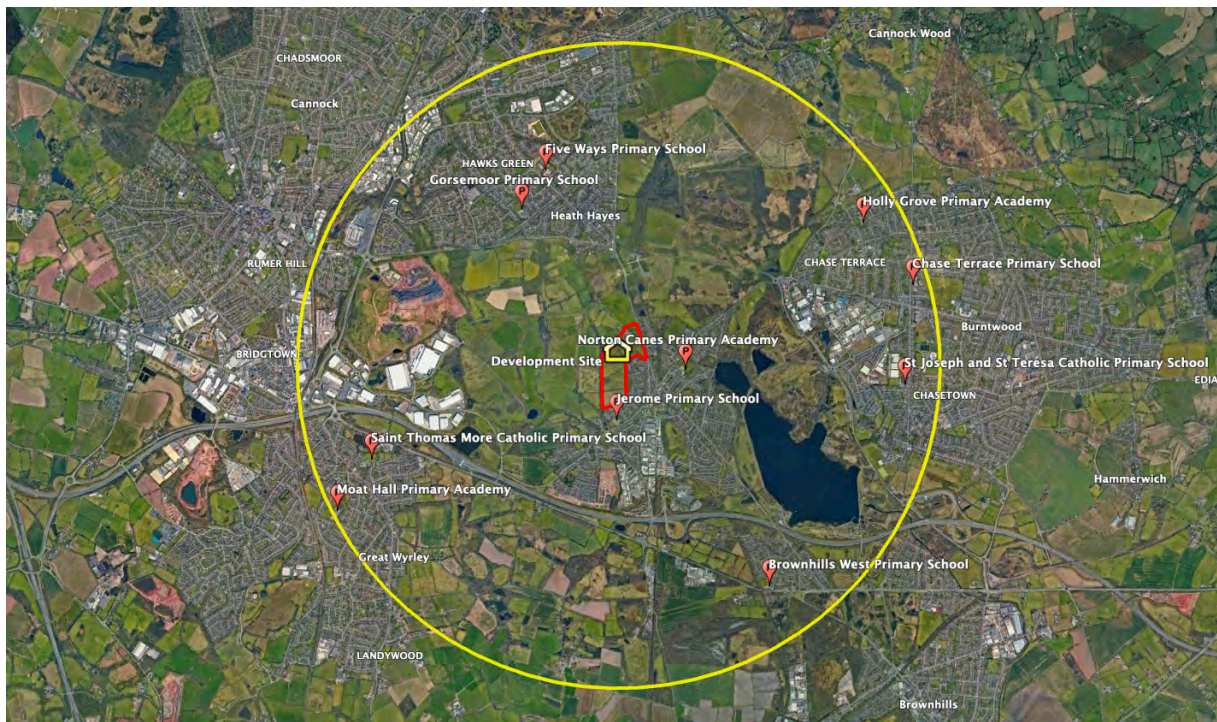 Cannock Wood
CHADSMOOR
Cannock
Five Ways Primary School
HAWKS GREEN
Gorsemoor Primary School
P
Heath Hayes
Holly Grove Primary Academy
RUMER HILL
CHASE TERRACE
Chase Terrace Primary School
Burntwood
Norton Canes Primary Academy
P
BRIDGTOWN
Development Site
St Joseph and St Teresa Catholic Primary School
EDIA
CHASETOWN
Jerome Primary School
Saint Thomas More Catholic Primary School
Hammerwich
Moat Hall Primary Academy
Great Wyrley
Brownhills West Primary School
LANDYWOOD
Brownhills